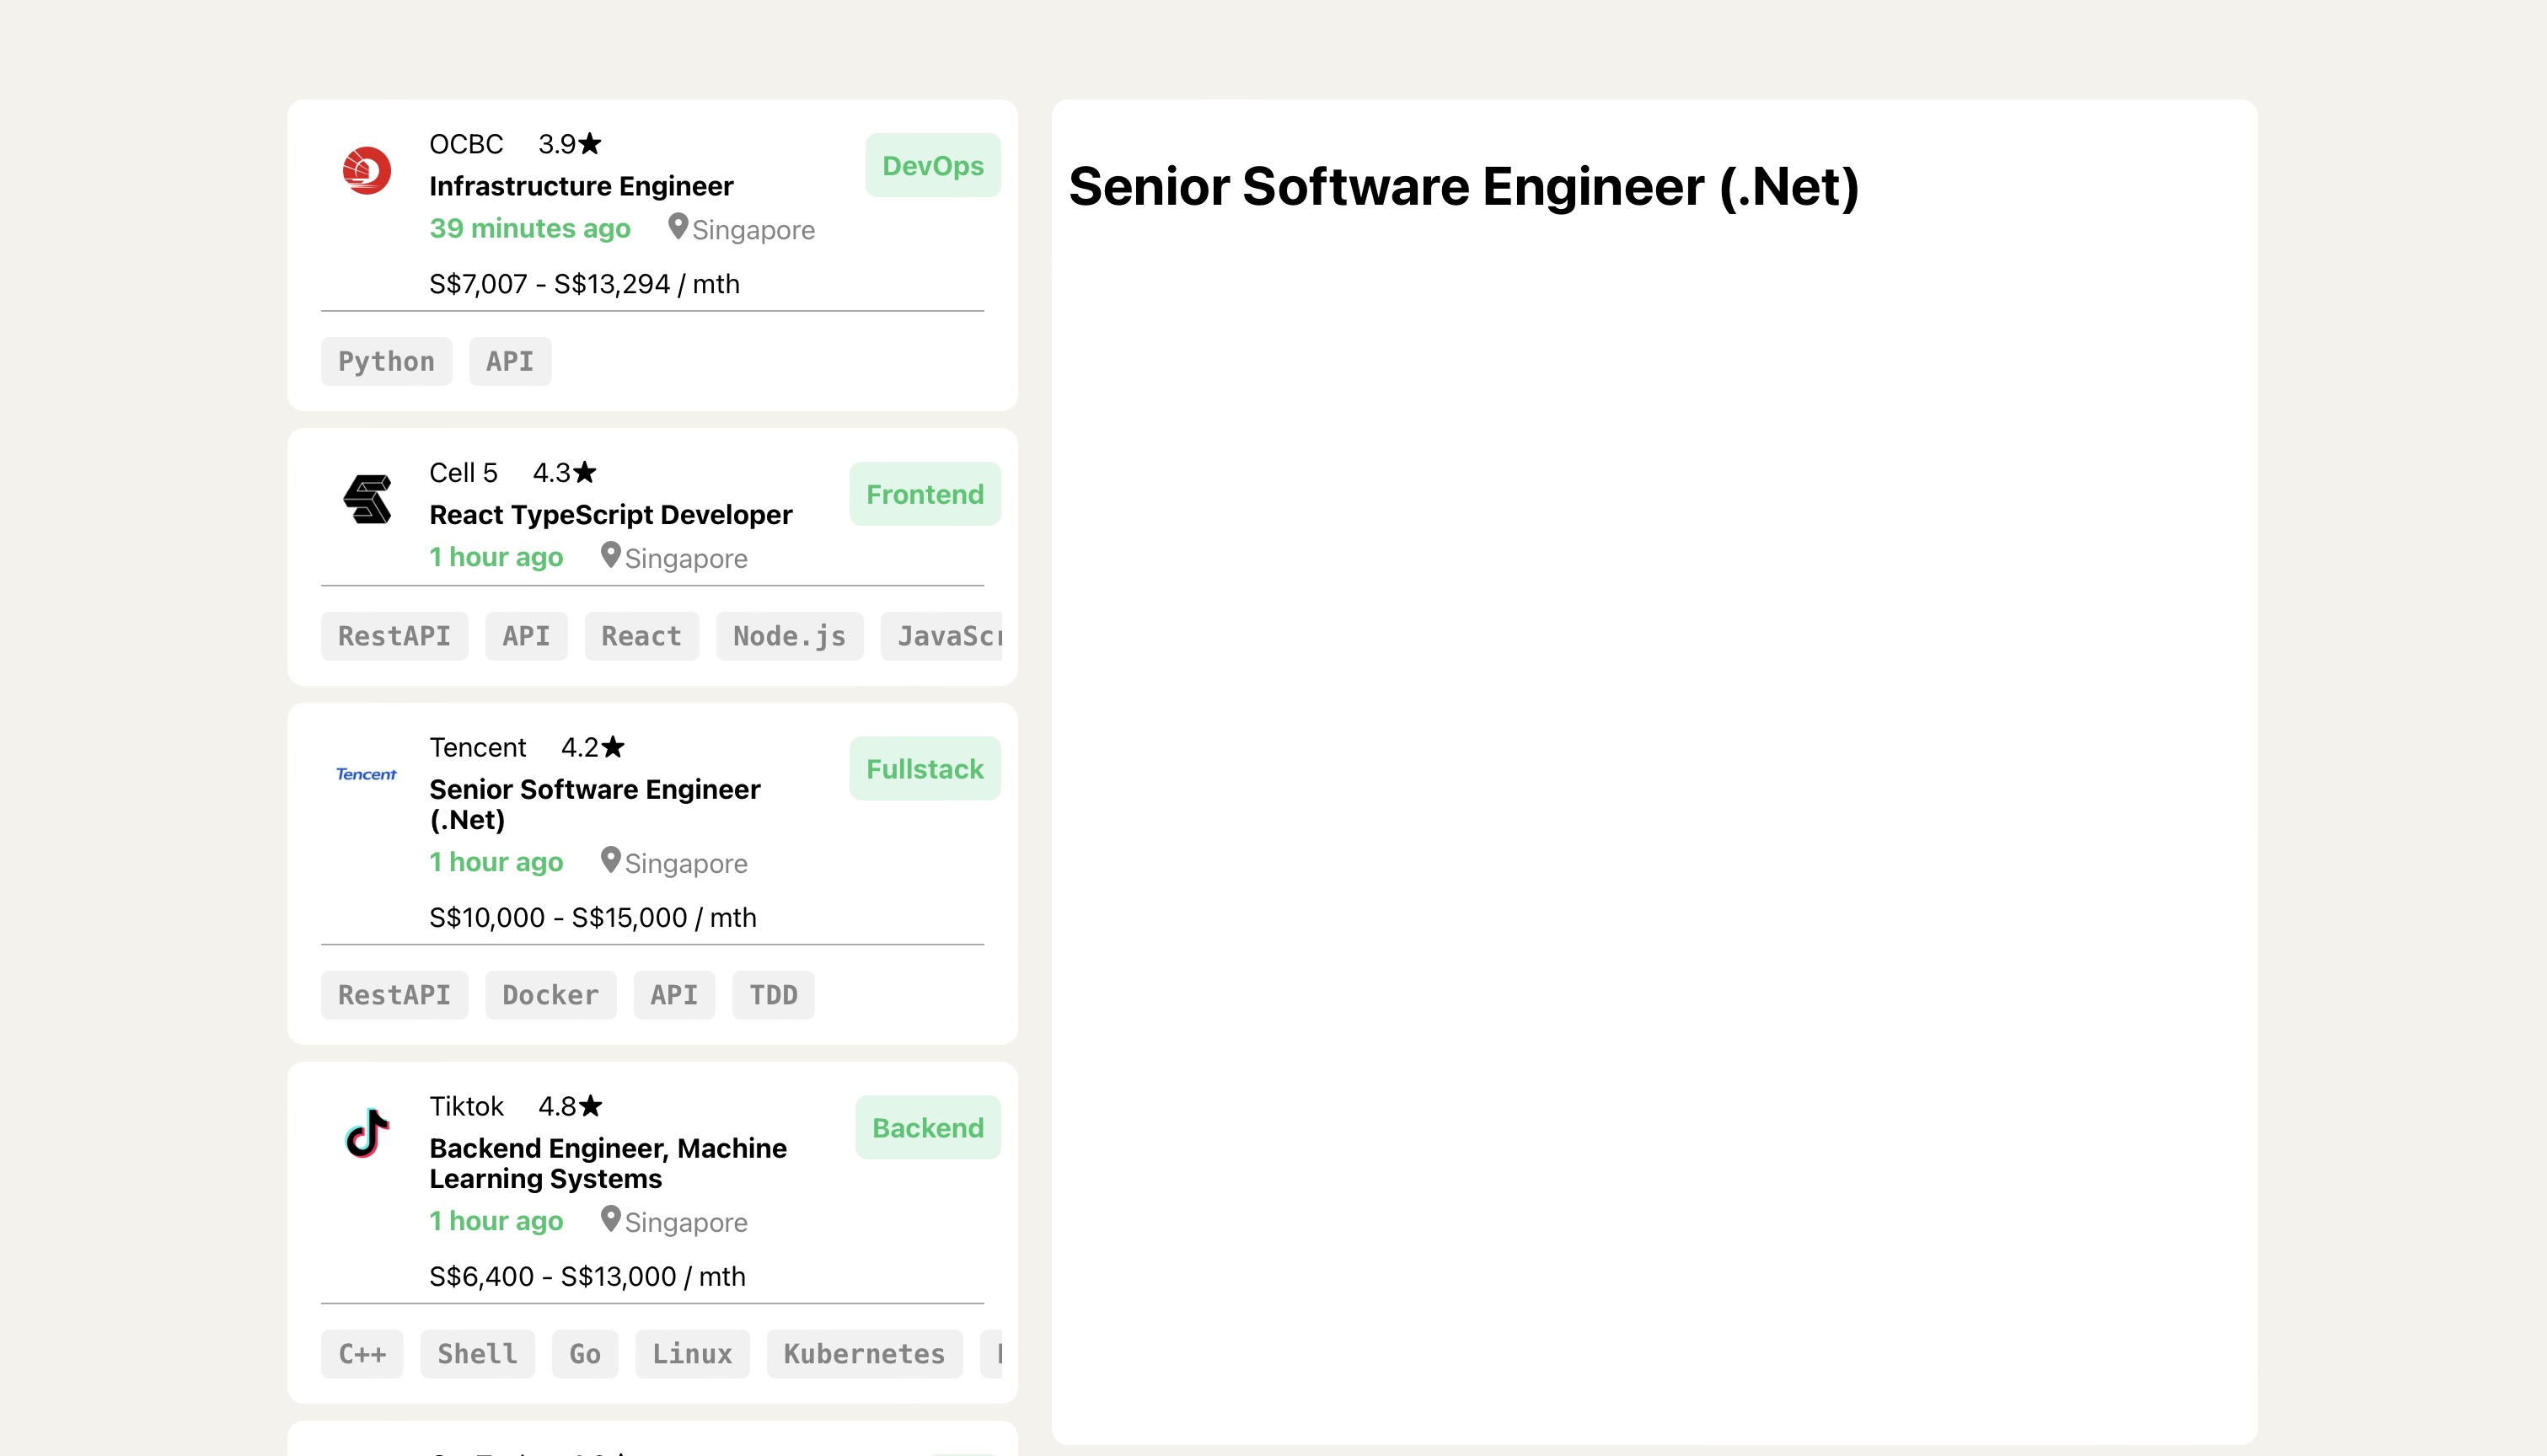 OCBC 3.9★
DevOps
Infrastructure Engineer
39 minutes ago Singapore
S$7,007 - S$13,294 / mth
Python API
Cell 5 4.3★
Frontend
React TypeScript Developer
1 hour ago Singapore
RestAPI API React Node.js
Tencent 4.2★
Tencent
Fullstack
Senior Software Engineer
(.Net)
1 hour ago Singapore
S$10,000 - S$15,000 / mth
RestAPI Docker API TDD
Tiktok 4.8★
Backend
Backend Engineer, Machine
Learning Systems
1 hour ago Singapore
S$6,400 - S$13,000 / mth
C++ Shell Go Linux Kubernetes
Senior Software Engineer (.Net)